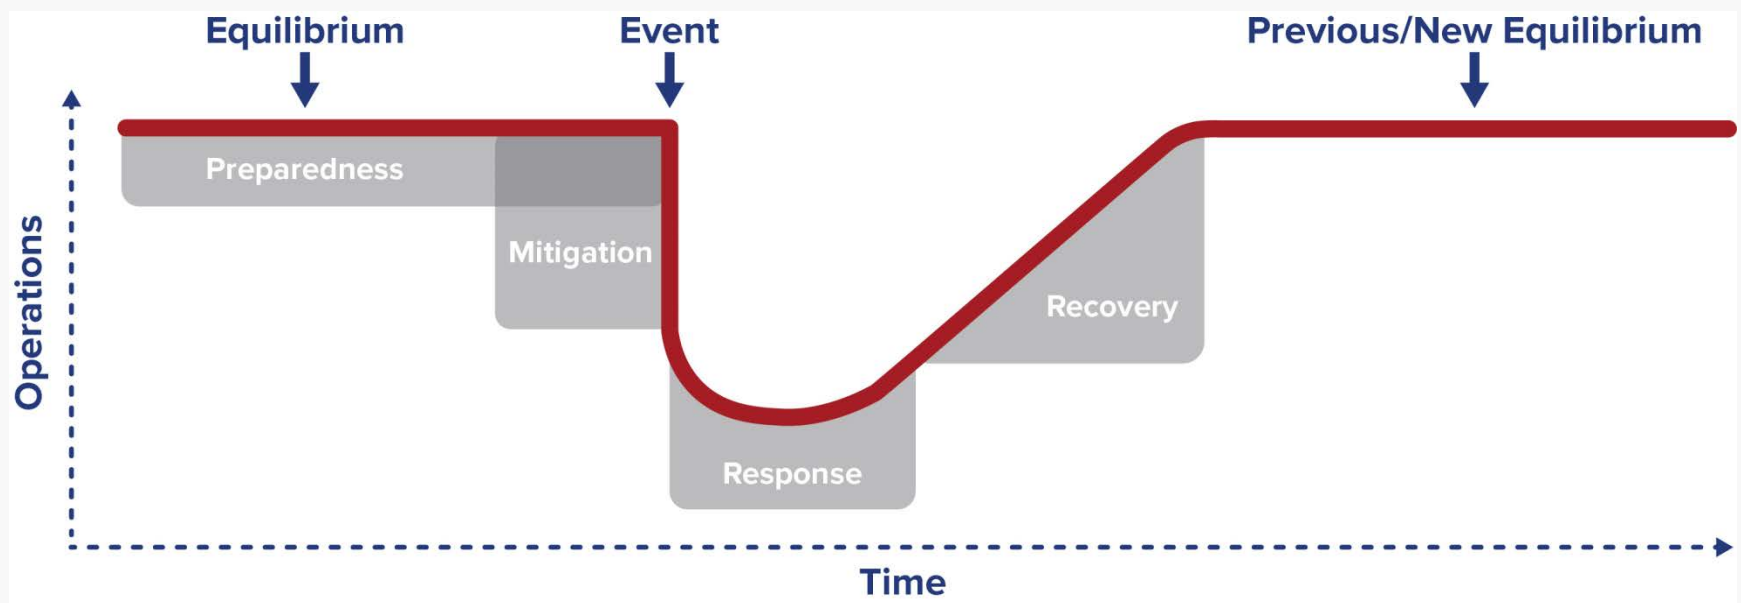 Equilibrium
Event
Previous/New Equilibrium
Preparedness
Mitigation
Recovery
Response
Operations
Time